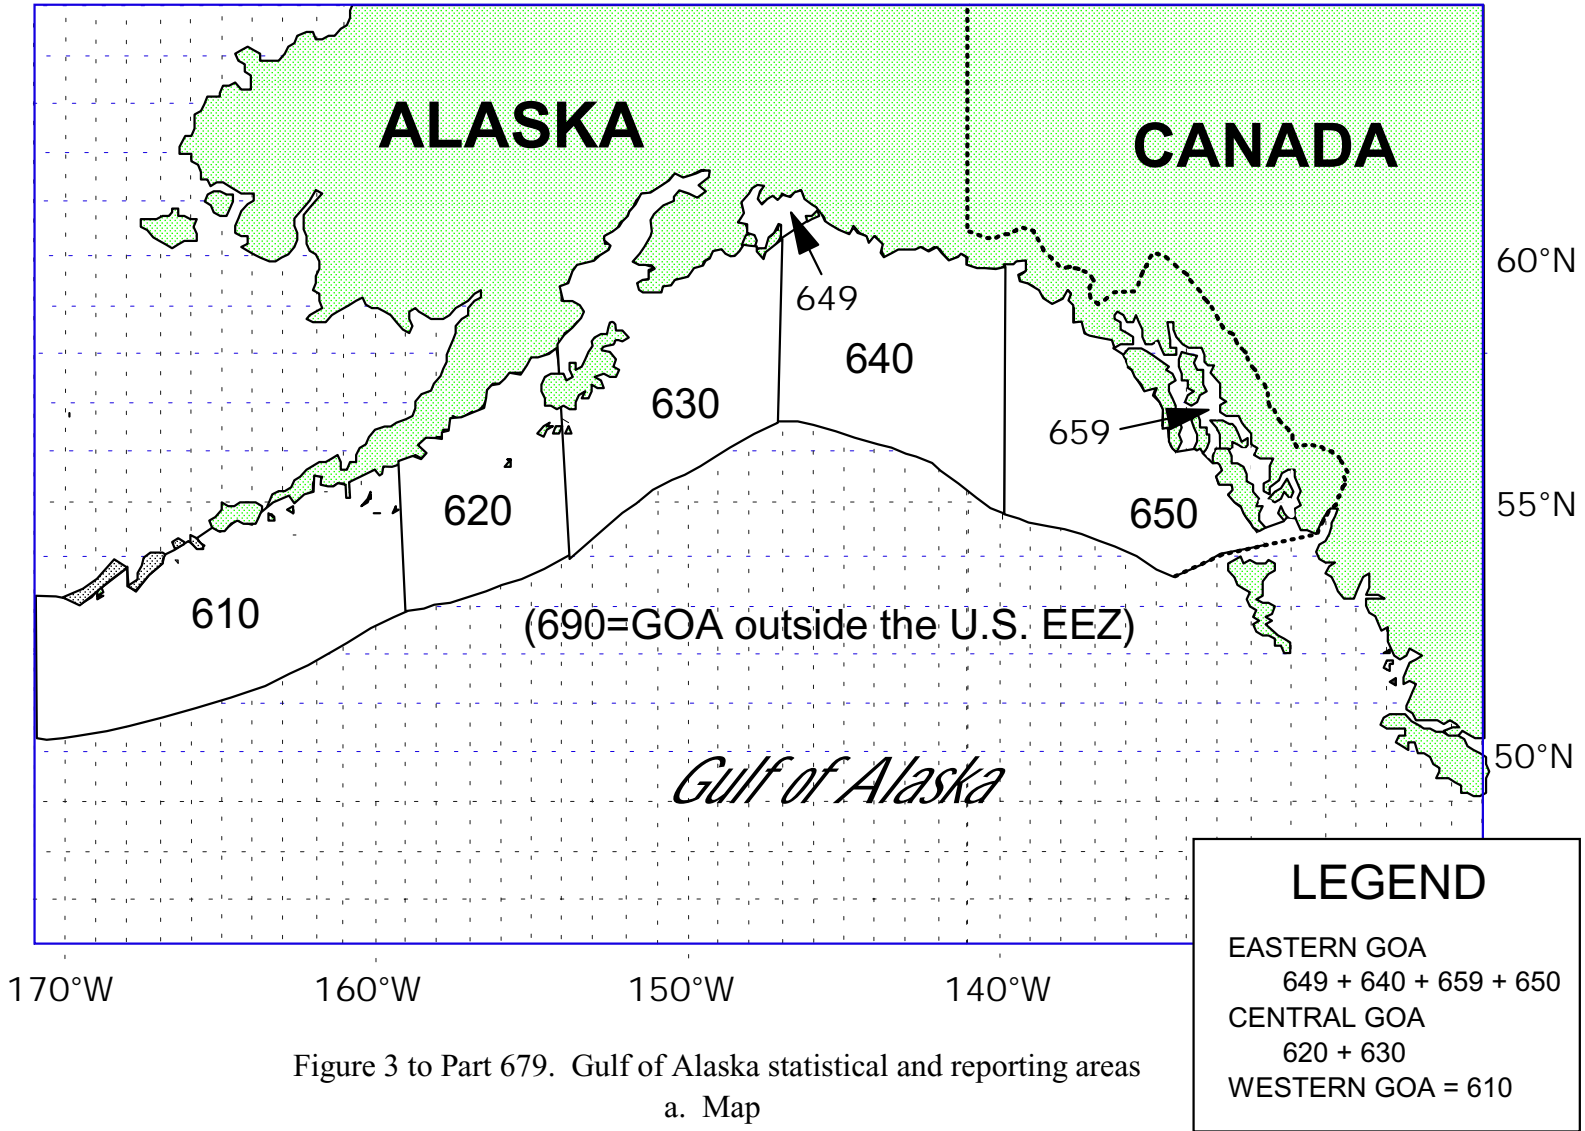 ALASKA
CANADA
60°N
649
640
630
659
55°N
620
650
610
(690=GOA outside the U.S. EEZ)
50°N
Gulf of Alaska
LEGEND
EASTERN GOA
649 + 640 + 659 + 650
CENTRAL GOA
620 + 630
WESTERN GOA = 610
170°W
160°W
150°W
140°W
Figure 3 to Part 679. Gulf of Alaska statistical and reporting areas
a. Map